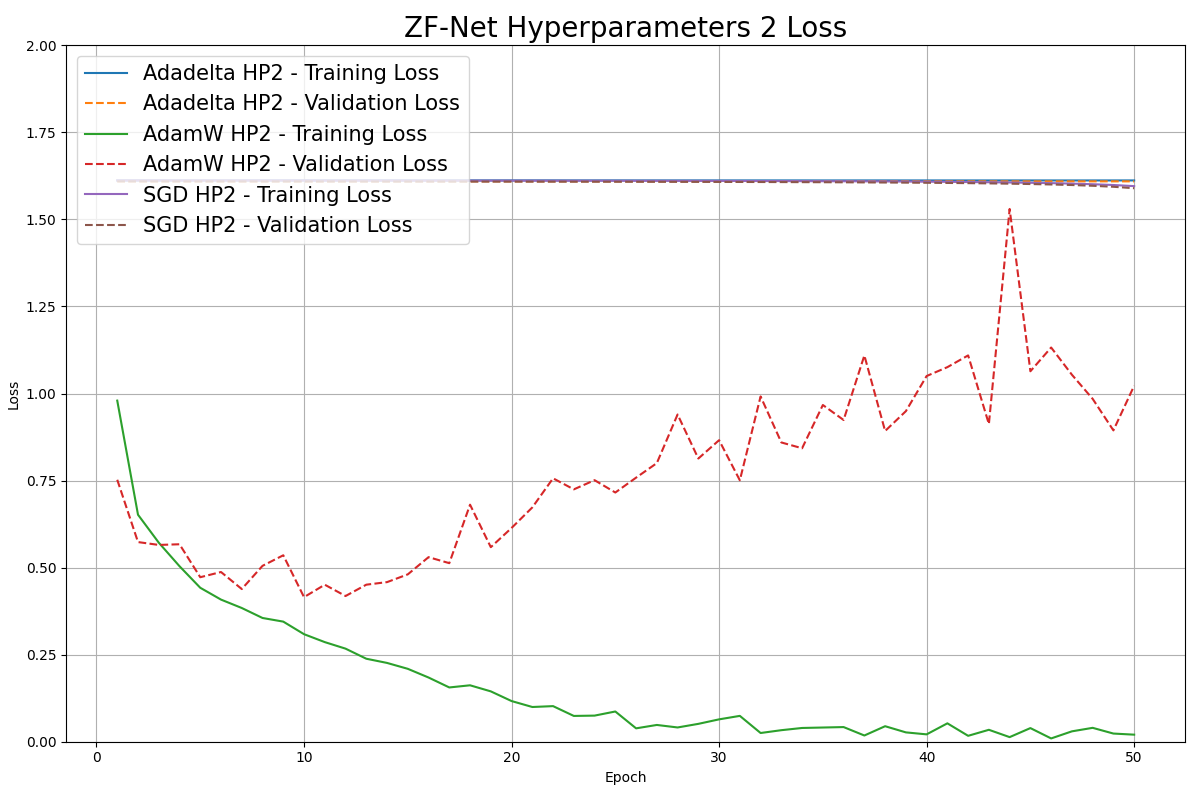 ZF-Net Hyperparameters 2 Loss
2.00
1.75
1.50
1.25
1.00
0.75
0.50
0.25
0.00
Loss
Adadelta HP2 - Training Loss
Adadelta HP2 - Validation Loss
AdamW HP2 - Training Loss
AdamW HP2 - Validation Loss
SGD HP2 - Training Loss
SGD HP2 - Validation Loss
0 10 20 30 40 50
Epoch